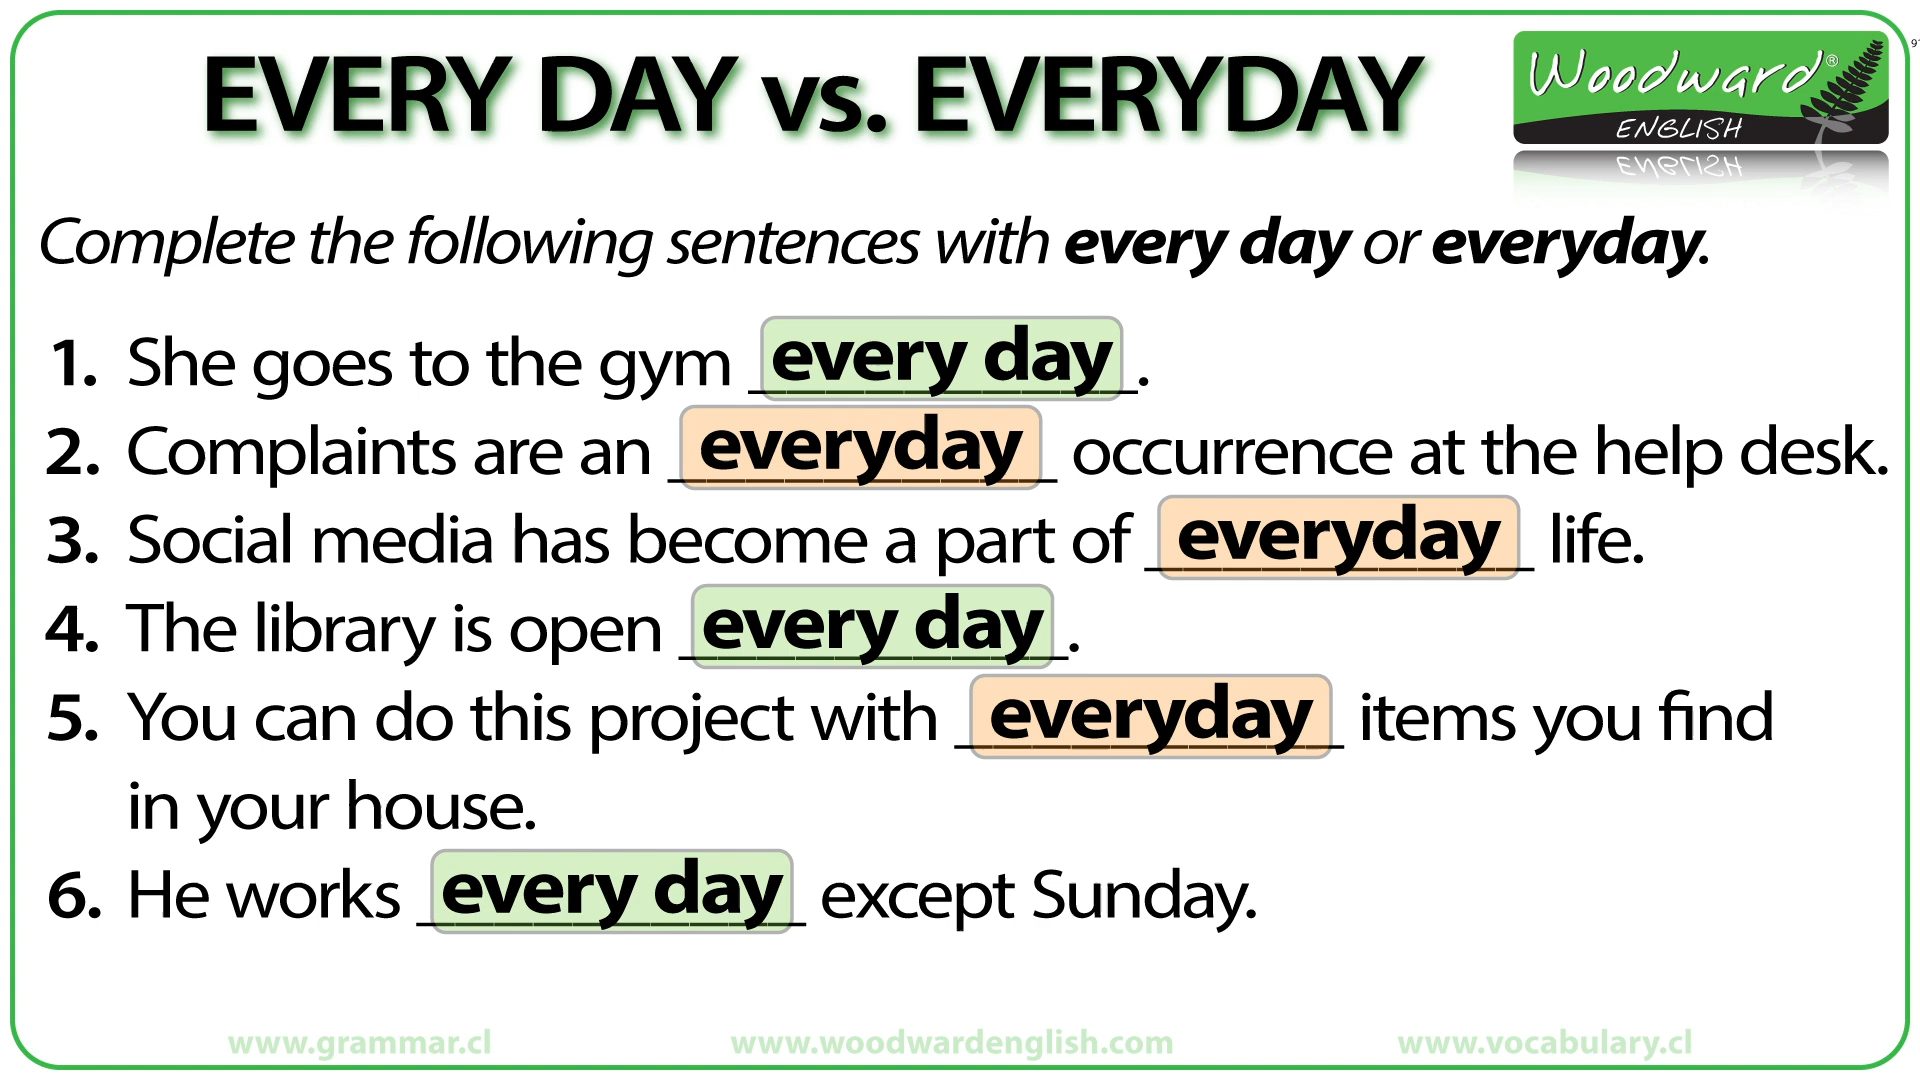 EVERY DAY vs. EVERYDAY
Woodward®
ENGLISH
Complete the following sentences with every day or everyday.
1. She goes to the gym every day.
2. Complaints are an everyday occurrence at the help desk.
3. Social media has become a part of everyday life.
4. The library is open every day.
5. You can do this project with everyday items you find
in your house.
6. He works every day except Sunday.
www.grammar.cl www.woodwardenglish.com www.vocabulary.cl